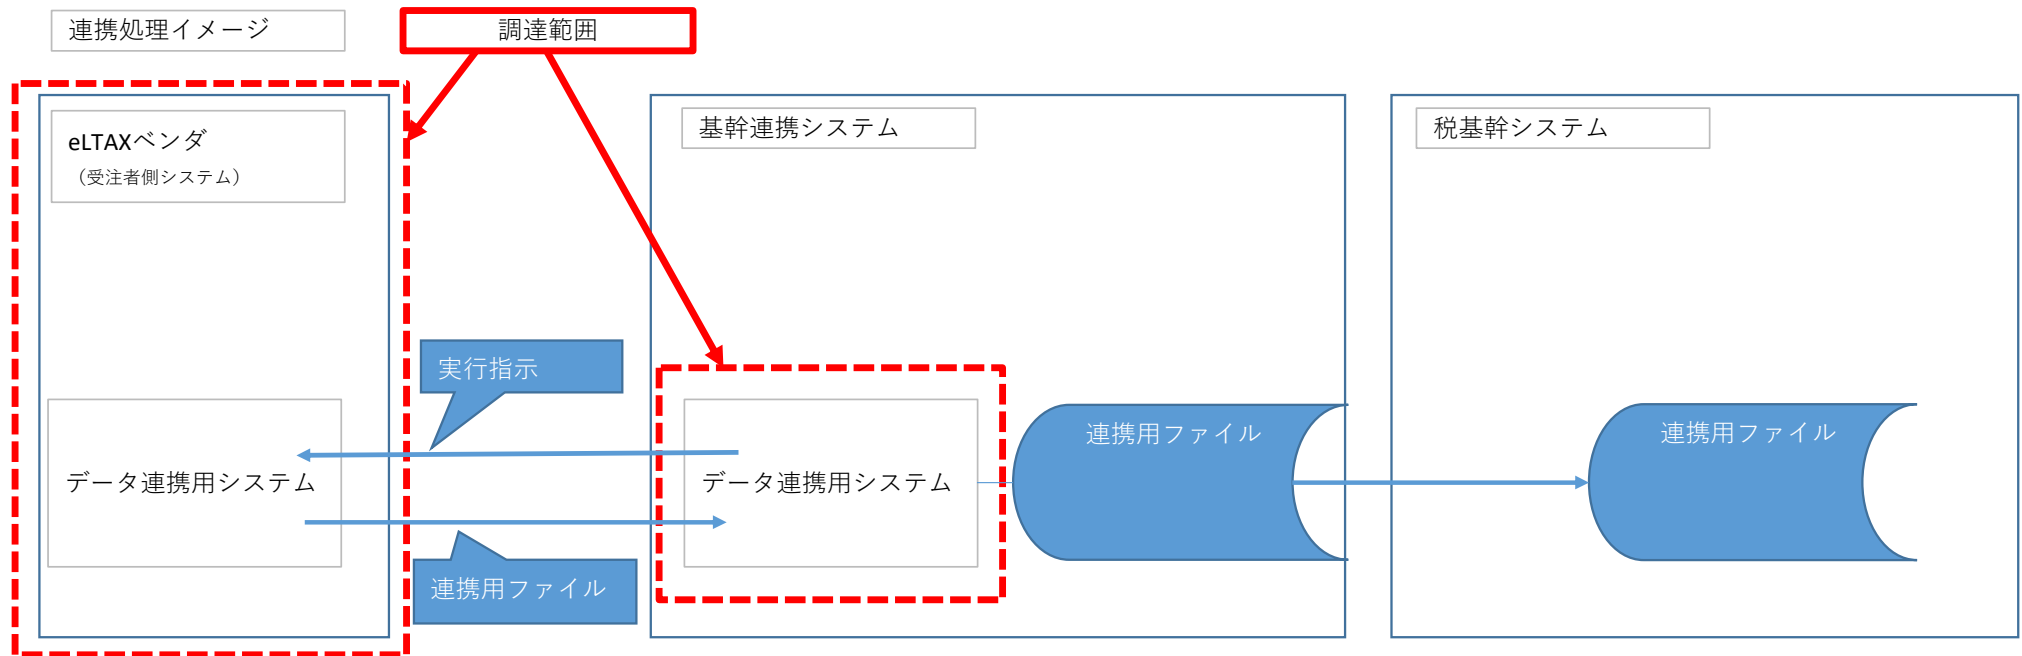 連携処理イメージ
調達範囲
eLTAXベンダ
（受注者側システム）
基幹連携システム
税基幹システム
実行指示
データ連携用システム
データ連携用システム
連携用ファイル
連携用ファイル
連携用ファイル